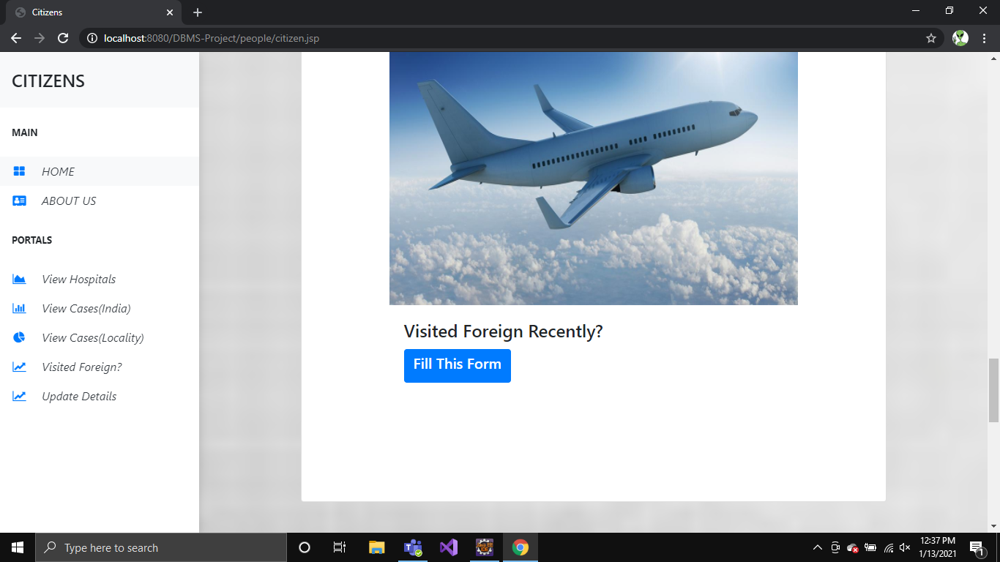 Citizens
localhost:8080/DBMS-Project/people/citizen.jsp
CITIZENS
MAIN
HOME
ABOUT US
PORTALS
View Hospitals
View Cases(India)
View Cases(Locality)
Visited Foreign?
Update Details
Visited Foreign Recently?
Fill This Form
Type here to search
12:37 PM
1/13/2021
1